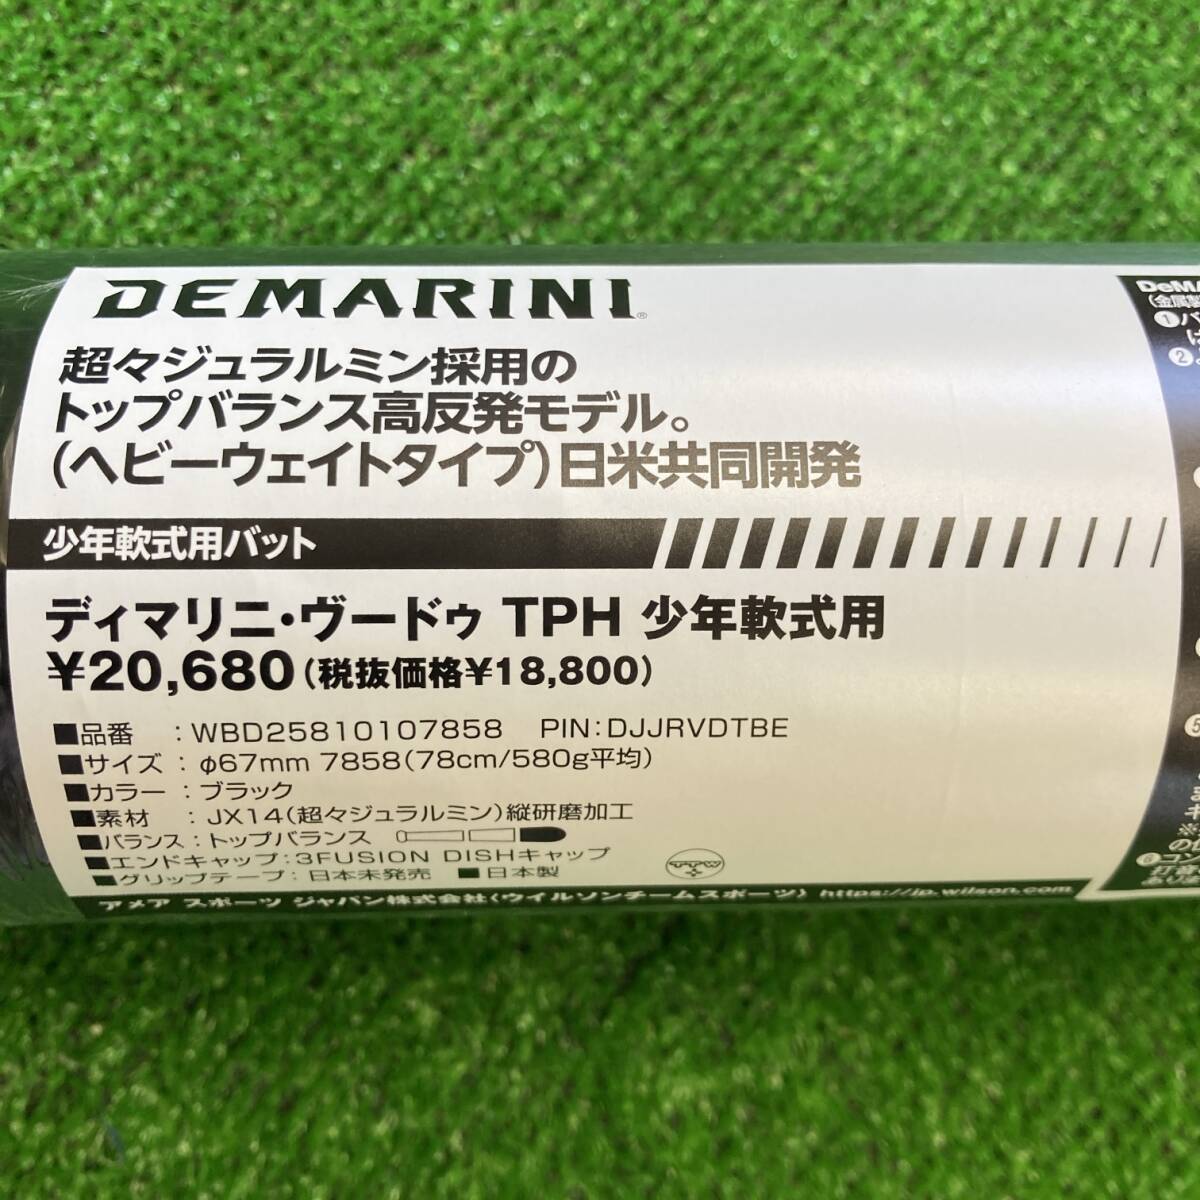 DEMARINI®
超々ジュラルミン採用の
トップバランス高反発モデル。
(ヘビーウェイトタイプ)日米共同開発
少年軟式用バット
ディマリニ・ヴードゥ TPH 少年軟式用
¥20,680(税抜価格¥18,800)
■品番 : WBD25810107858 PIN:DJJRVDTBE
■サイズ : φ67mm 7858(78cm/580g平均)
■カラー : ブラック
■素材 : JX14(超々ジュラルミン)縦研磨加工
■バランス : トップバランス
■エンドキャップ : 3FUSION DISHキャップ
■グリップテープ : 日本未発売 ■日本製
アメア スポーツ ジャパン株式会社(ウイルソンチームスポーツ) https://jp.wilson.com
①
②
⑤
⑥コン